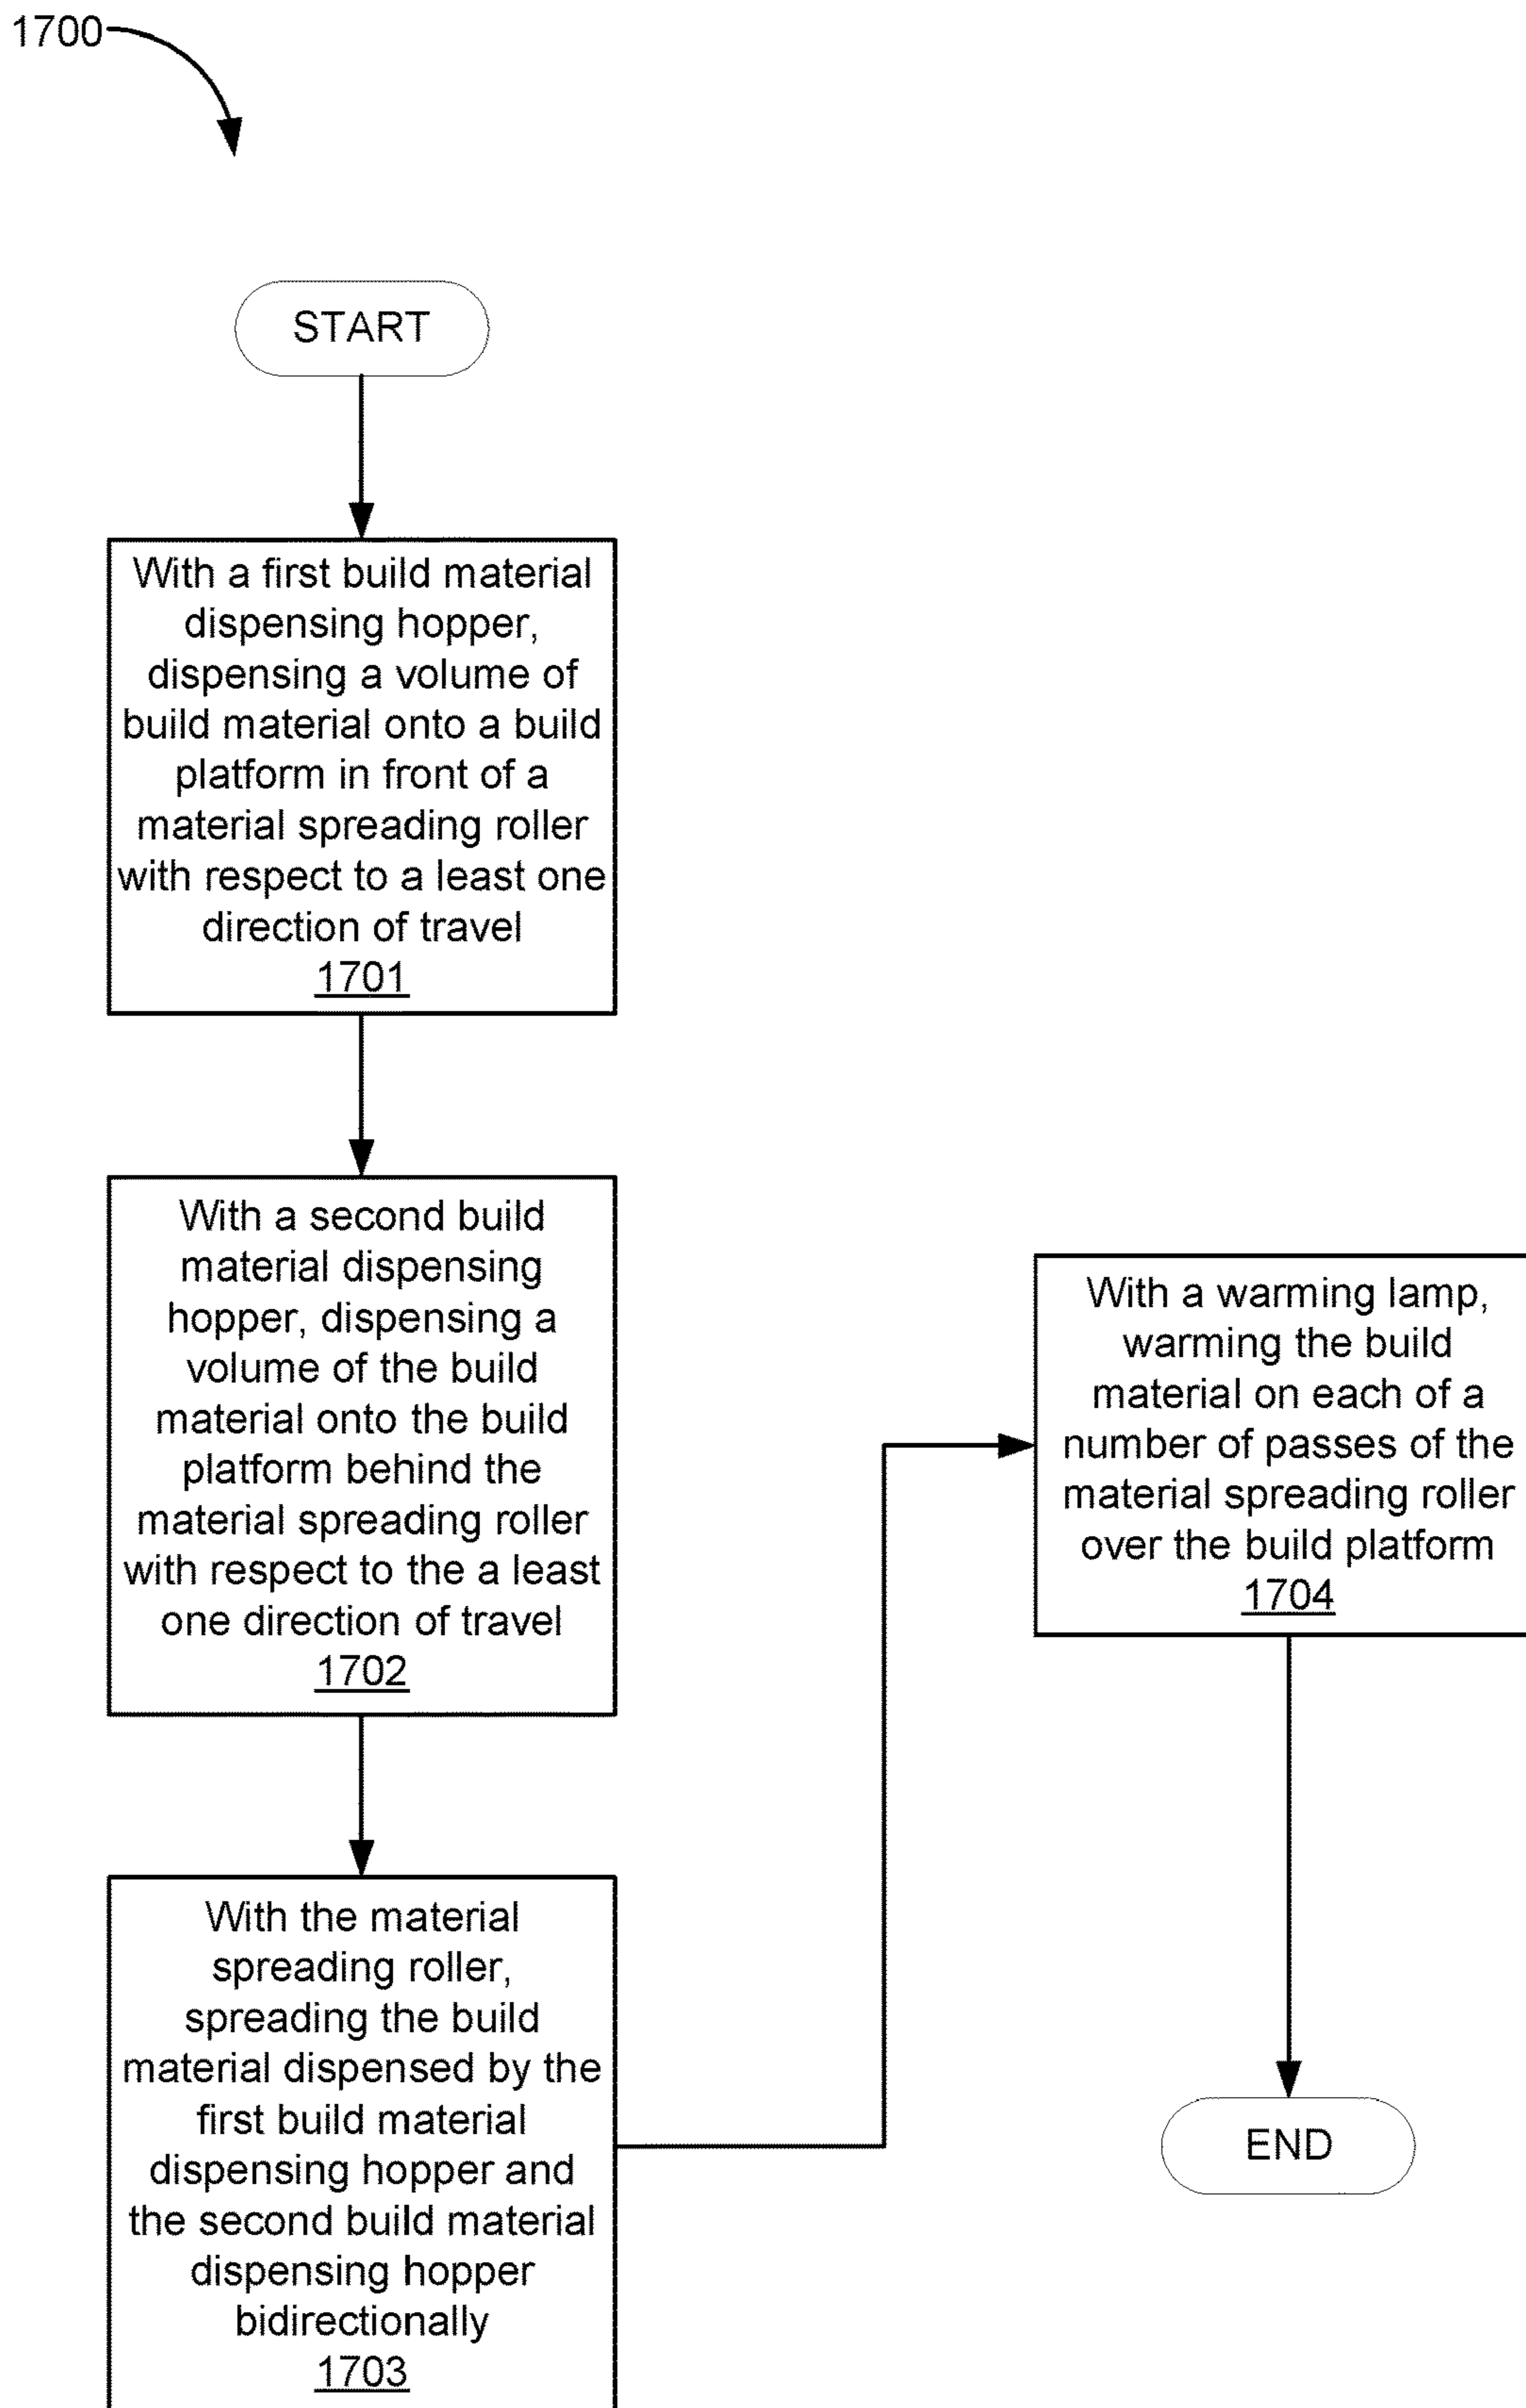 1700
START
With a first build material
dispensing hopper,
dispensing a volume of
build material onto a build
platform in front of a
material spreading roller
with respect to a least one
direction of travel
1701
With a second build
material dispensing
hopper, dispensing a
volume of the build
material onto the build
platform behind the
material spreading roller
with respect to the a least
one direction of travel
1702
With the material
spreading roller,
spreading the build
material dispensed by the
first build material
dispensing hopper and
the second build material
dispensing hopper
bidirectionally
1703
With a warming lamp,
warming the build
material on each of a
number of passes of the
material spreading roller
over the build platform
1704
END